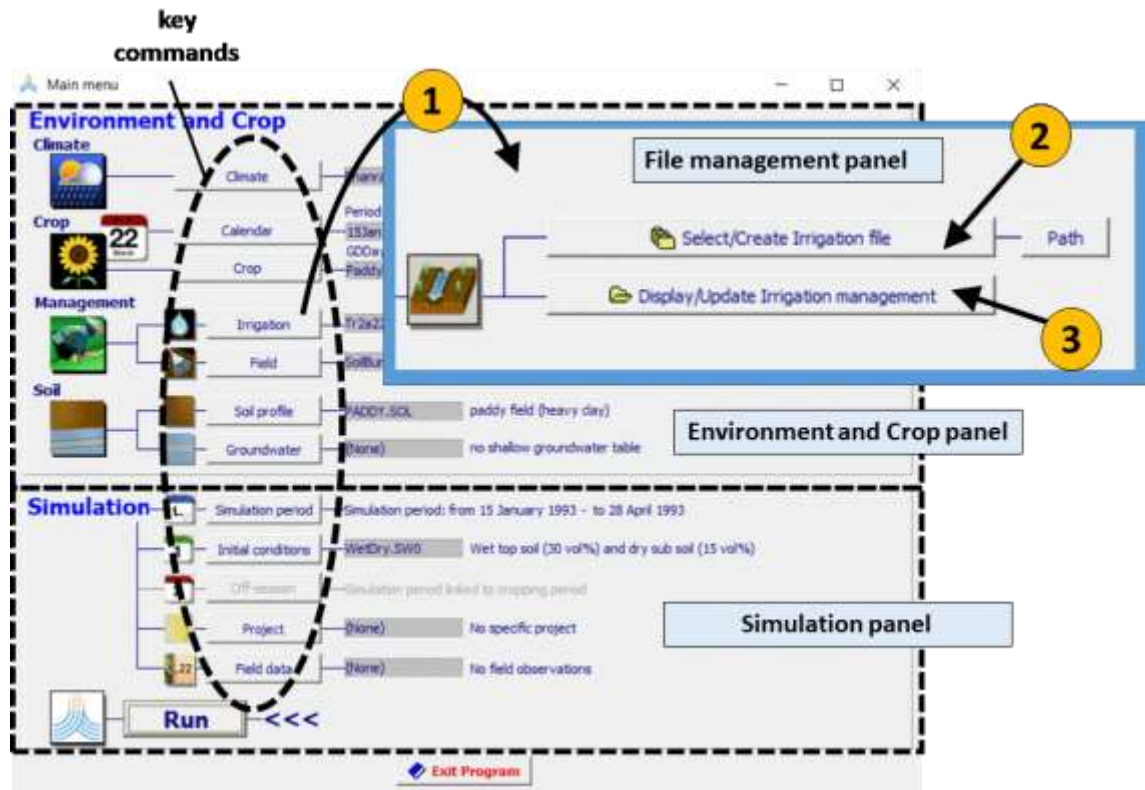 key
commands
Main menu
1
Environment and Crop
Climate
File management panel
2
Climate
Period
Crop
22
March
Calendar
15Jan
Select/Create Irrigation file
Path
GDDay
Crop
Paddy
Management
Display/Update Irrigation management
Irrigation
3
Field
Soil
Soil profile
PADDY.SOL
paddy field (heavy clay)
Environment and Crop panel
Groundwater
(None)
no shallow groundwater table
Simulation
Simulation period
Simulation period: from 15 January 1993 - to 28 April 1993
Initial conditions
WetDry.SW0
Wet top soil (30 vol%) and dry sub soil (15 vol%)
Off-season
Simulation period linked to cropping period
Simulation panel
Project
(None)
No specific project
Field data
(None)
No field observations
Run
<<<
Exit Program